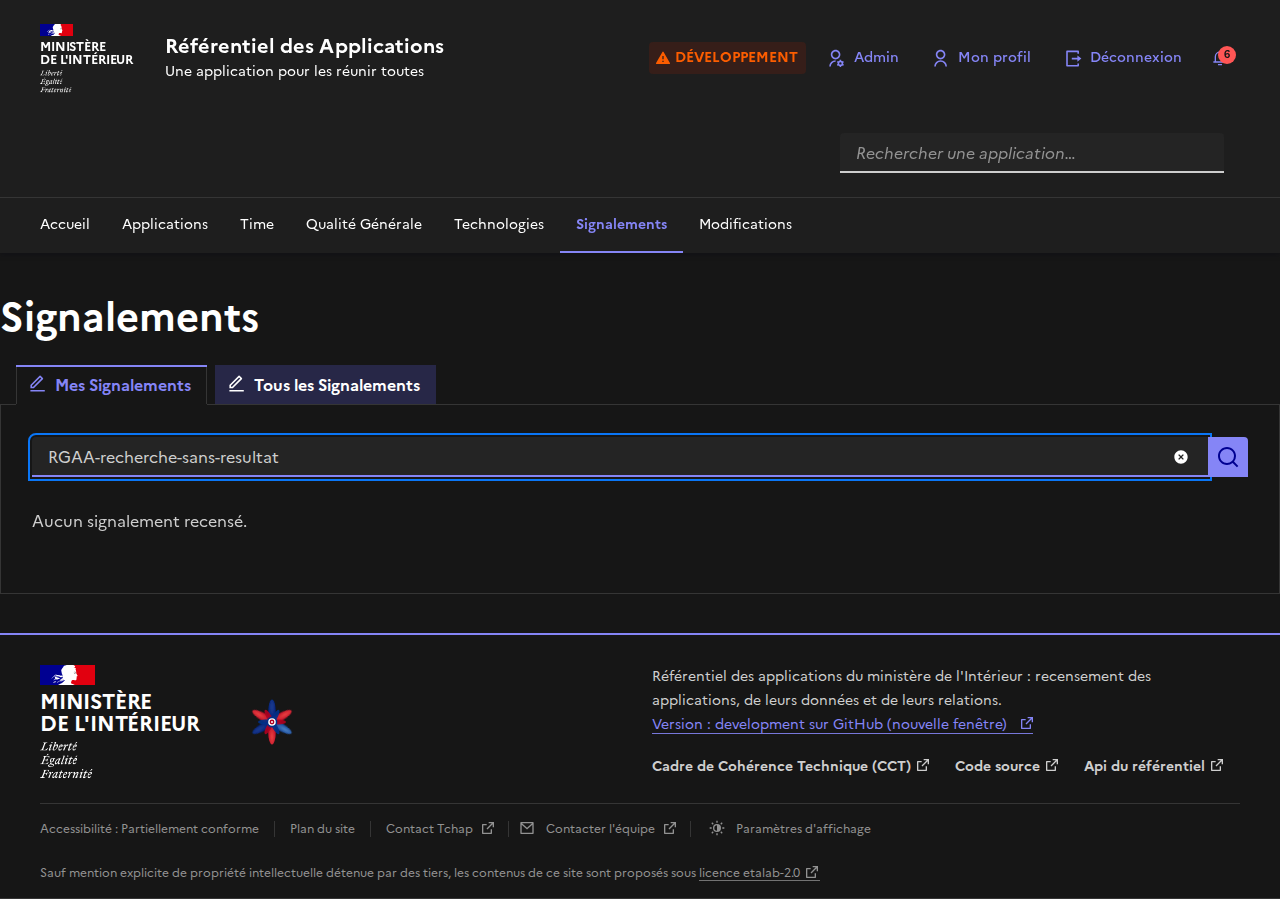 MINISTÈRE
DE L'INTÉRIEUR
Liberté
Égalité
Fraternité
Référentiel des Applications
Une application pour les réunir toutes
DÉVELOPPEMENT
Admin
Mon profil
Déconnexion
6
Rechercher une application…
Accueil
Applications
Time
Qualité Générale
Technologies
Signalements
Modifications
Signalements
Mes Signalements
Tous les Signalements
RGAA-recherche-sans-resultat
Aucun signalement recensé.
MINISTÈRE
DE L'INTÉRIEUR
Liberté
Égalité
Fraternité
Référentiel des applications du ministère de l'Intérieur : recensement des
applications, de leurs données et de leurs relations.
Version : development sur GitHub (nouvelle fenêtre)
Cadre de Cohérence Technique (CCT)
Code source
Api du référentiel
Accessibilité : Partiellement conforme
Plan du site
Contact Tchap
Contacter l'équipe
Paramètres d'affichage
Sauf mention explicite de propriété intellectuelle détenue par des tiers, les contenus de ce site sont proposés sous licence etalab-2.0